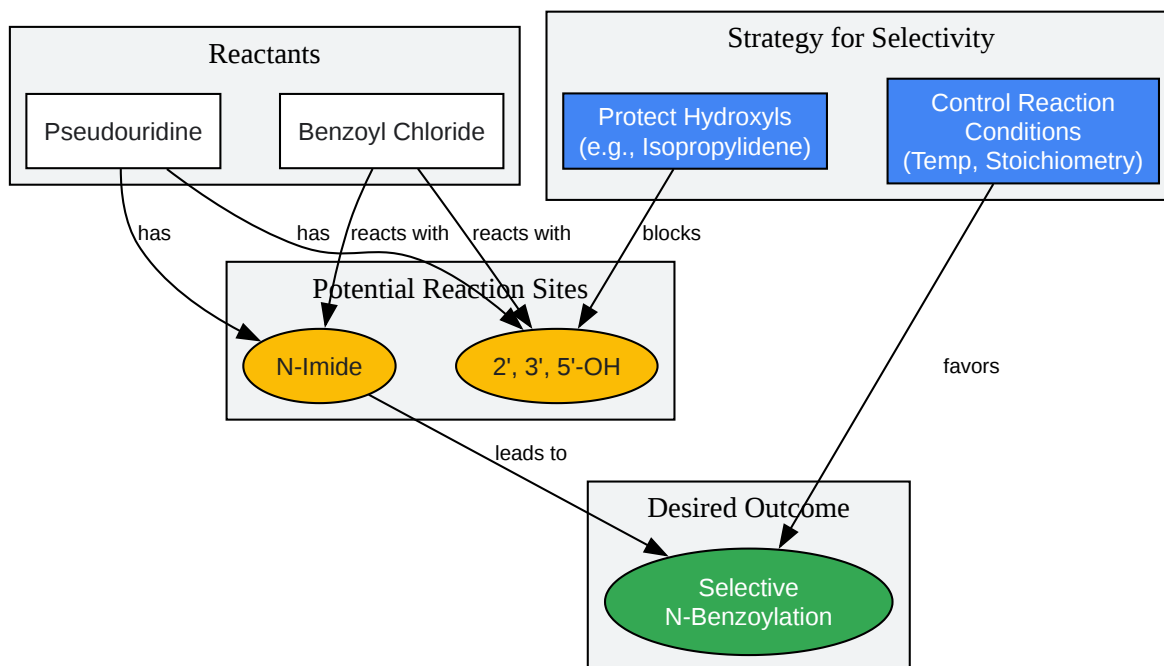 Reactants
Strategy for Selectivity
Pseudouridine
Benzoyl Chloride
Protect Hydroxyls
(e.g., Isopropylidene)
Control Reaction
Conditions
(Temp, Stoichiometry)
has
has
reacts with
reacts with
blocks
Potential Reaction Sites
N-Imide
2', 3', 5'-OH
favors
leads to
Desired Outcome
Selective
N-Benzoylation